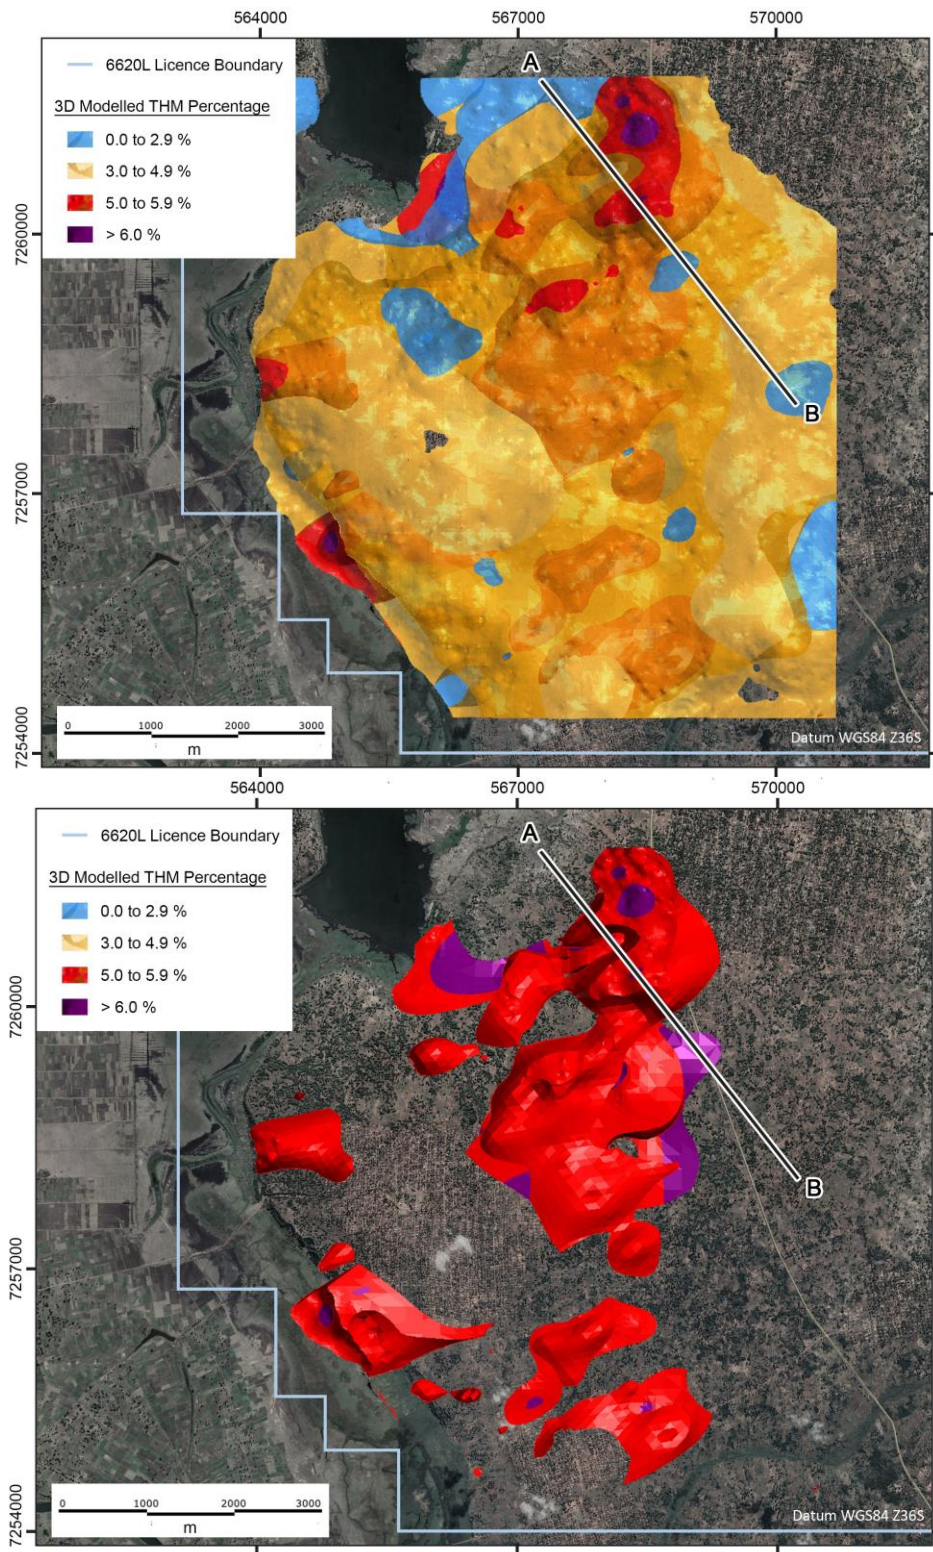 564000 567000 570000
6620L Licence Boundary
3D Modelled THM Percentage
0.0 to 2.9 %
3.0 to 4.9 %
5.0 to 5.9 %
> 6.0 %
A
7260000
B
7257000
0 1000 2000 3000
m
Datum WGS84 Z36S
7254000
564000 567000 570000
6620L Licence Boundary
3D Modelled THM Percentage
0.0 to 2.9 %
3.0 to 4.9 %
5.0 to 5.9 %
> 6.0 %
A
7260000
B
7257000
0 1000 2000 3000
m
Datum WGS84 Z36S
7254000